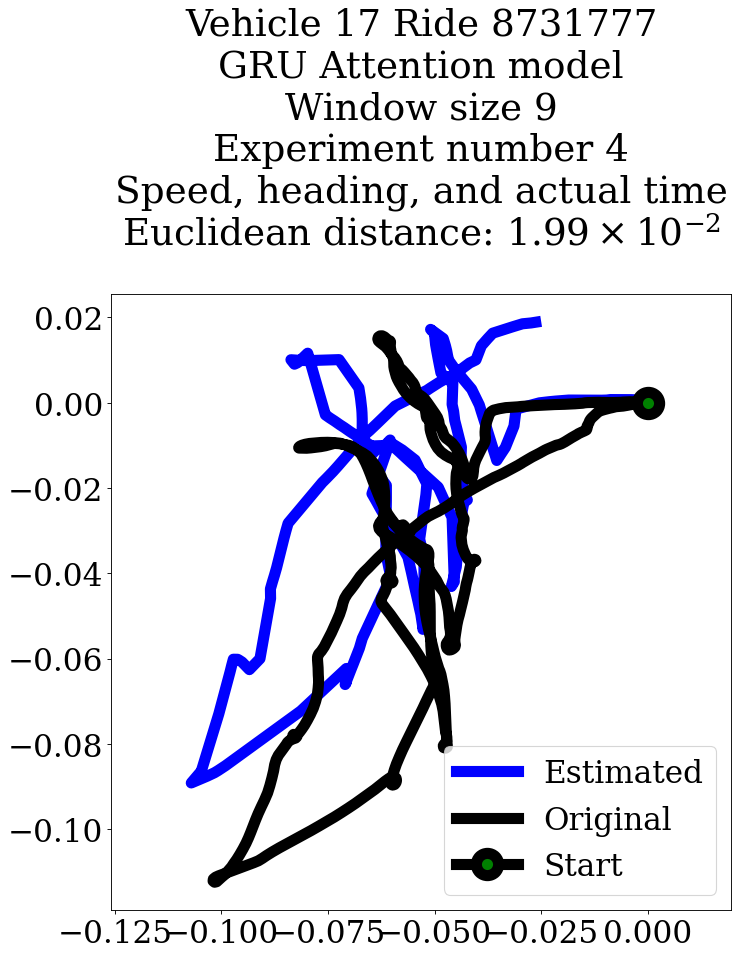 Vehicle 17 Ride 8731777
GRU Attention model
Window size 9
Experiment number 4
Speed, heading, and actual time
Euclidean distance: 1.99 × 10⁻²
0.02
0.00
−0.02
−0.04
−0.06
−0.08
−0.10
Estimated
Original
Start
−0.125 −0.100 −0.075 −0.050 −0.025 0.000